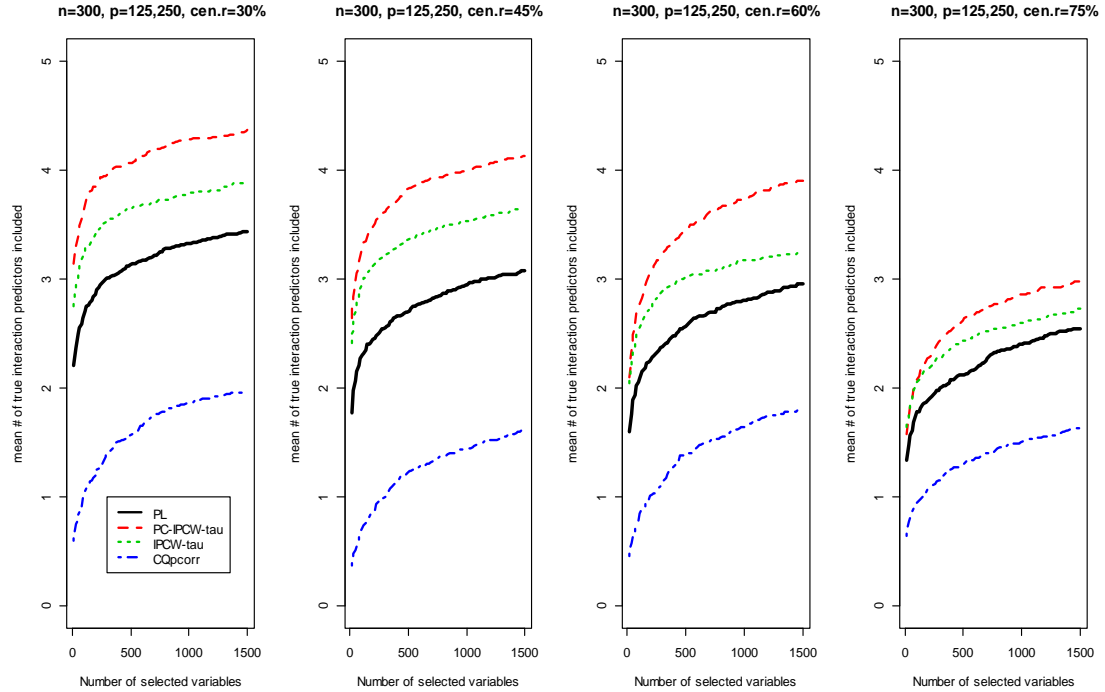 n=300, p=125,250, cen.r=30%
mean # of true interaction predictors included
5
4
3
2
1
0
PL
PC-IPCW-tau
IPCW-tau
CQpcorr
0 500 1000 1500
Number of selected variables
n=300, p=125,250, cen.r=45%
mean # of true interaction predictors included
5
4
3
2
1
0
0 500 1000 1500
Number of selected variables
n=300, p=125,250, cen.r=60%
mean # of true interaction predictors included
5
4
3
2
1
0
0 500 1000 1500
Number of selected variables
n=300, p=125,250, cen.r=75%
mean # of true interaction predictors included
5
4
3
2
1
0
0 500 1000 1500
Number of selected variables